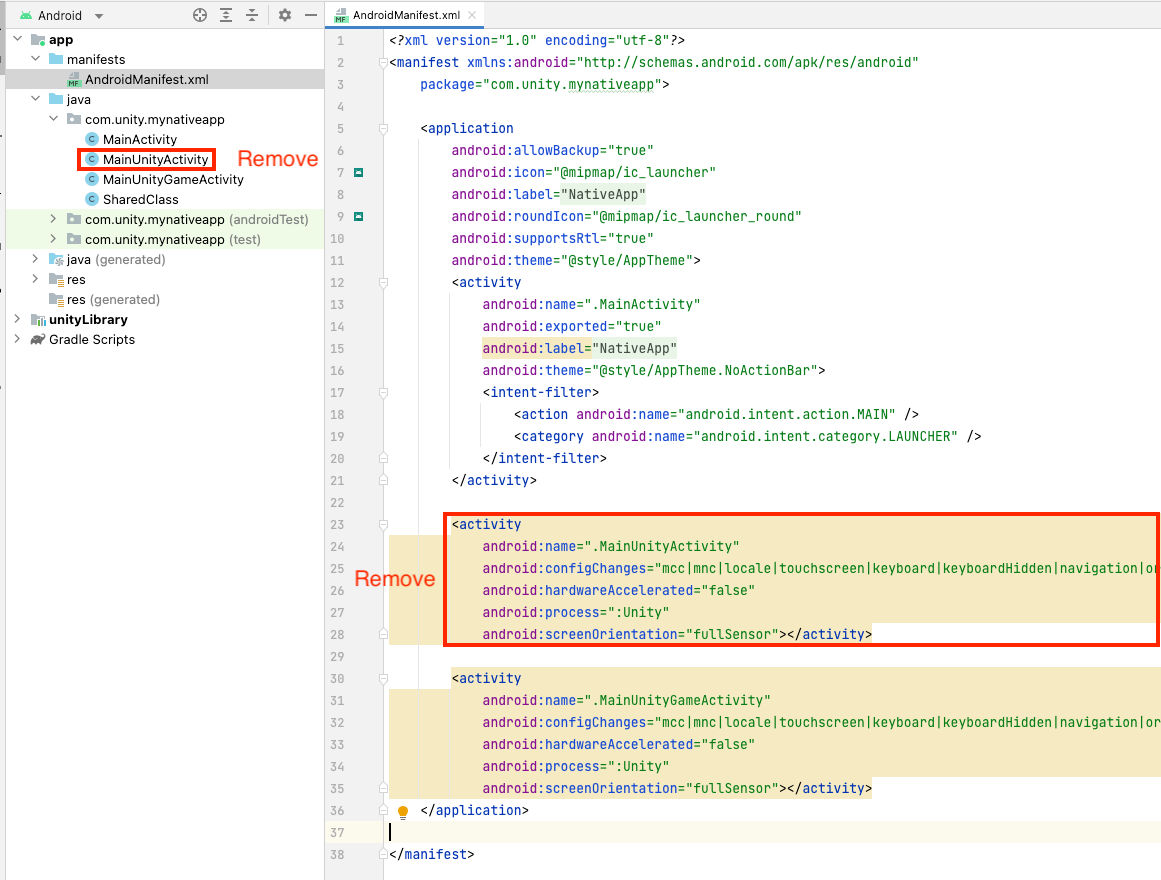 Android
AndroidManifest.xml
app
manifests
AndroidManifest.xml
java
com.unity.mynativeapp
MainActivity
MainUnityActivity
Remove
MainUnityGameActivity
SharedClass
com.unity.mynativeapp (androidTest)
com.unity.mynativeapp (test)
java (generated)
res
res (generated)
unityLibrary
Gradle Scripts
1 <?xml version="1.0" encoding="utf-8"?>
2 <manifest xmlns:android="http://schemas.android.com/apk/res/android"
3 package="com.unity.mynativeapp">
4
5 <application
6 android:allowBackup="true"
7 android:icon="@mipmap/ic_launcher"
8 android:label="NativeApp"
9 android:roundIcon="@mipmap/ic_launcher_round"
10 android:supportsRtl="true"
11 android:theme="@style/AppTheme">
12 <activity
13 android:name=".MainActivity"
14 android:exported="true"
15 android:label="NativeApp"
16 android:theme="@style/AppTheme.NoActionBar">
17 <intent-filter>
18 <action android:name="android.intent.action.MAIN" />
19 <category android:name="android.intent.category.LAUNCHER" />
20 </intent-filter>
21 </activity>
22
23 <activity
24 android:name=".MainUnityActivity"
25 android:configChanges="mcc|mnc|locale|touchscreen|keyboard|keyboardHidden|navigation|or
Remove
26 android:hardwareAccelerated="false"
27 android:process=":Unity"
28 android:screenOrientation="fullSensor"></activity>
29
30 <activity
31 android:name=".MainUnityGameActivity"
32 android:configChanges="mcc|mnc|locale|touchscreen|keyboard|keyboardHidden|navigation|or
33 android:hardwareAccelerated="false"
34 android:process=":Unity"
35 android:screenOrientation="fullSensor"></activity>
36 </application>
37
38 </manifest>